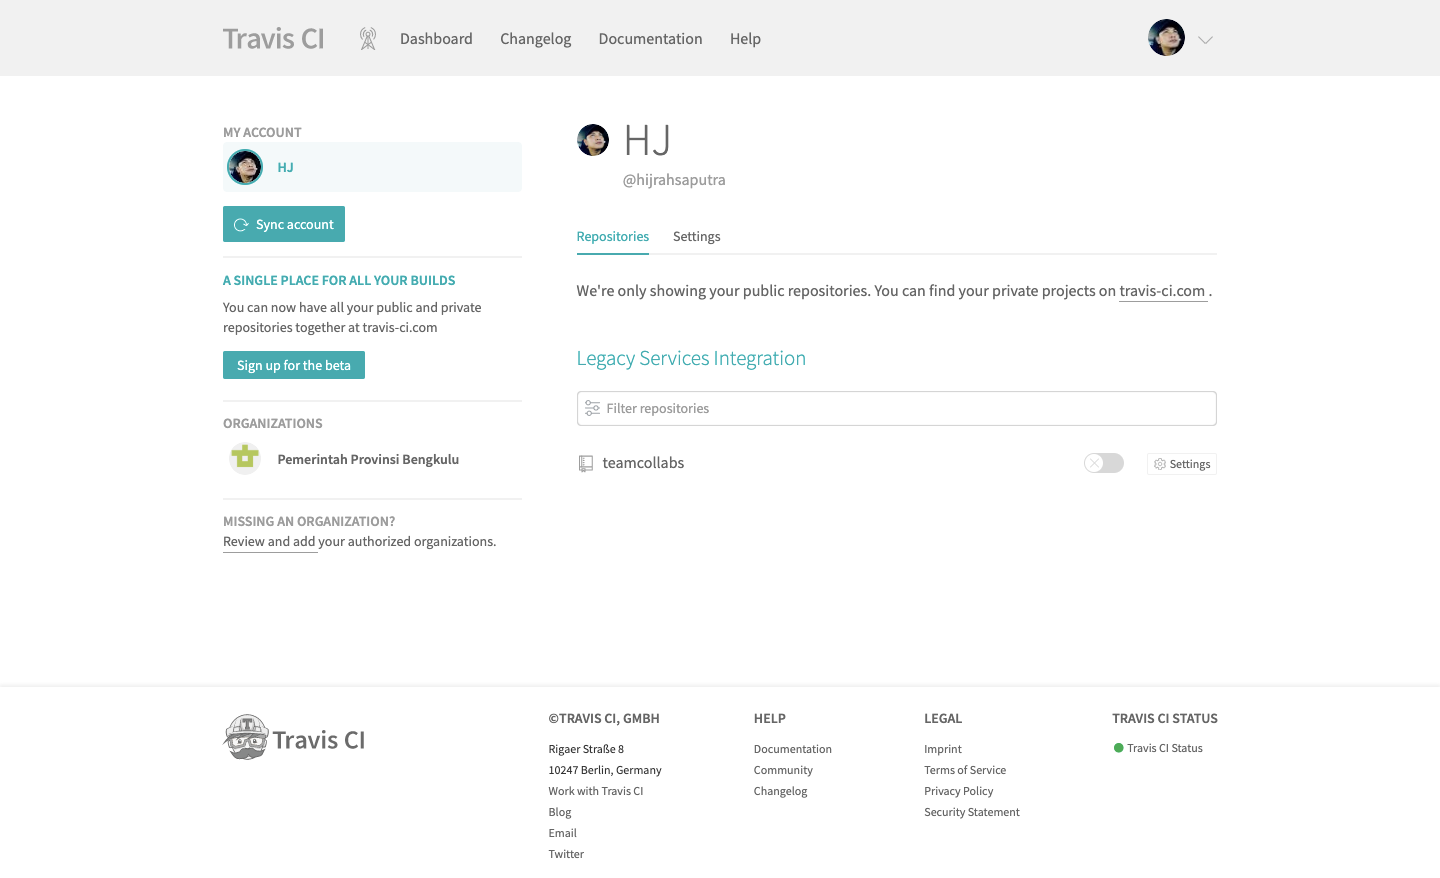 Travis CI
Dashboard
Changelog
Documentation
Help
MY ACCOUNT
HJ
Sync account
A SINGLE PLACE FOR ALL YOUR BUILDS
You can now have all your public and private
repositories together at travis-ci.com
Sign up for the beta
ORGANIZATIONS
Pemerintah Provinsi Bengkulu
MISSING AN ORGANIZATION?
Review and add your authorized organizations.
HJ
@hijrahsaputra
Repositories
Settings
We're only showing your public repositories. You can find your private projects on travis-ci.com .
Legacy Services Integration
Filter repositories
teamcollabs
Settings
T
Travis CI
©TRAVIS CI, GMBH
Rigaer Straße 8
10247 Berlin, Germany
Work with Travis CI
Blog
Email
Twitter
HELP
Documentation
Community
Changelog
LEGAL
Imprint
Terms of Service
Privacy Policy
Security Statement
TRAVIS CI STATUS
Travis CI Status